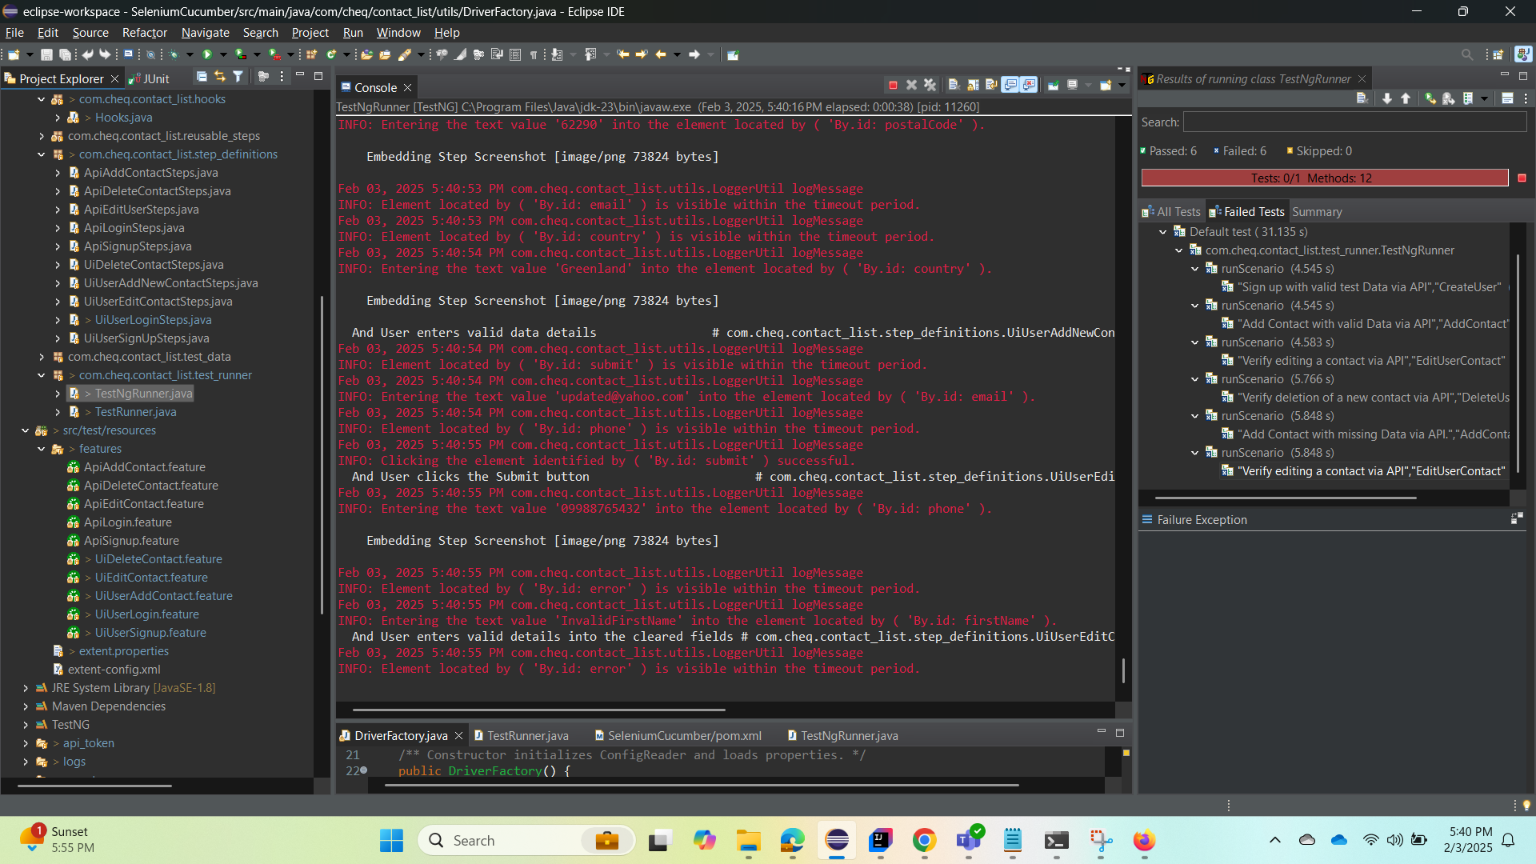 eclipse-workspace - SeleniumCucumber/src/main/java/com/cheq/contact_list/utils/DriverFactory.java - Eclipse IDE
File Edit Source Refactor Navigate Search Project Run Window Help
Project Explorer
JUnit
> com.cheq.contact_list.hooks
> Hooks.java
com.cheq.contact_list.reusable_steps
> com.cheq.contact_list.step_definitions
ApiAddContactSteps.java
ApiDeleteContactSteps.java
ApiEditUserSteps.java
ApiLoginSteps.java
ApiSignupSteps.java
UiDeleteContactSteps.java
UiUserAddNewContactSteps.java
UiUserEditContactSteps.java
> UiUserLoginSteps.java
UiUserSignUpSteps.java
com.cheq.contact_list.test_data
> com.cheq.contact_list.test_runner
> TestNgRunner.java
> TestRunner.java
> src/test/resources
> features
ApiAddContact.feature
ApiDeleteContact.feature
ApiEditContact.feature
ApiLogin.feature
ApiSignup.feature
> UiDeleteContact.feature
> UiEditContact.feature
> UiUserAddContact.feature
> UiUserLogin.feature
> UiUserSignup.feature
> extent.properties
extent-config.xml
JRE System Library [JavaSE-1.8]
Maven Dependencies
TestNG
> api_token
> logs
Console
TestNgRunner [TestNG] C:\Program Files\Java\jdk-23\bin\javaw.exe (Feb 3, 2025, 5:40:16 PM elapsed: 0:00:38) [pid: 11260]
INFO: Entering the text value '62290' into the element located by ( 'By.id: postalCode' ).
Embedding Step Screenshot [image/png 73824 bytes]
Feb 03, 2025 5:40:53 PM com.cheq.contact_list.utils.LoggerUtil logMessage
INFO: Element located by ( 'By.id: email' ) is visible within the timeout period.
Feb 03, 2025 5:40:53 PM com.cheq.contact_list.utils.LoggerUtil logMessage
INFO: Element located by ( 'By.id: country' ) is visible within the timeout period.
Feb 03, 2025 5:40:53 PM com.cheq.contact_list.utils.LoggerUtil logMessage
INFO: Entering the text value 'Greenland' into the element located by ( 'By.id: country' ).
Embedding Step Screenshot [image/png 73824 bytes]
And User enters valid data details # com.cheq.contact_list.step_definitions.UiUserAddNewCon
Feb 03, 2025 5:40:54 PM com.cheq.contact_list.utils.LoggerUtil logMessage
INFO: Element located by ( 'By.id: submit' ) is visible within the timeout period.
Feb 03, 2025 5:40:54 PM com.cheq.contact_list.utils.LoggerUtil logMessage
INFO: Entering the text value 'updated@yahoo.com' into the element located by ( 'By.id: email' ).
Feb 03, 2025 5:40:54 PM com.cheq.contact_list.utils.LoggerUtil logMessage
INFO: Element located by ( 'By.id: phone' ) is visible within the timeout period.
Feb 03, 2025 5:40:55 PM com.cheq.contact_list.utils.LoggerUtil logMessage
INFO: Clicking the element identified by ( 'By.id: submit' ) successful.
And User clicks the Submit button # com.cheq.contact_list.step_definitions.UiUserEdi
Feb 03, 2025 5:40:55 PM com.cheq.contact_list.utils.LoggerUtil logMessage
INFO: Entering the text value '09988765432' into the element located by ( 'By.id: phone' ).
Embedding Step Screenshot [image/png 73824 bytes]
Feb 03, 2025 5:40:55 PM com.cheq.contact_list.utils.LoggerUtil logMessage
INFO: Element located by ( 'By.id: error' ) is visible within the timeout period.
Feb 03, 2025 5:40:55 PM com.cheq.contact_list.utils.LoggerUtil logMessage
INFO: Entering the text value 'InvalidFirstName' into the element located by ( 'By.id: firstName' ).
And User enters valid details into the cleared fields # com.cheq.contact_list.step_definitions.UiUserEditC
Feb 03, 2025 5:40:55 PM com.cheq.contact_list.utils.LoggerUtil logMessage
INFO: Element located by ( 'By.id: error' ) is visible within the timeout period.
DriverFactory.java
TestRunner.java
SeleniumCucumber/pom.xml
TestNgRunner.java
21 /** Constructor initializes ConfigReader and loads properties. */
22 public DriverFactory() {
Results of running class TestNgRunner
Search:
Passed: 6 Failed: 6 Skipped: 0
Tests: 0/1 Methods: 12
All Tests Failed Tests Summary
Default test ( 31.135 s)
com.cheq.contact_list.test_runner.TestNgRunner
runScenario (4.545 s)
"Sign up with valid test Data via API","CreateUser"
runScenario (4.545 s)
"Add Contact with valid Data via API","AddContact"
runScenario (4.583 s)
"Verify editing a contact via API","EditUserContact"
runScenario (5.766 s)
"Verify deletion of a new contact via API","DeleteUs
runScenario (5.848 s)
"Add Contact with missing Data via API.","AddConta
runScenario (5.848 s)
"Verify editing a contact via API","EditUserContact"
Failure Exception
1
Sunset
5:55 PM
Search
5:40 PM
2/3/2025